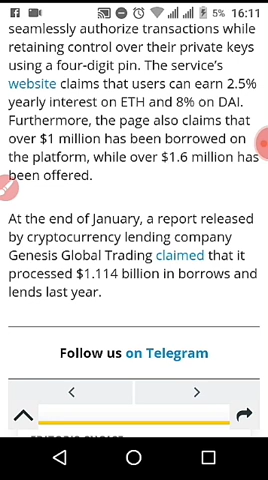 5% 16:11
seamlessly authorize transactions while
retaining control over their private keys
using a four-digit pin. The service's
website claims that users can earn 2.5%
yearly interest on ETH and 8% on DAI.
Furthermore, the page also claims that
over $1 million has been borrowed on
the platform, while over $1.6 million has
been offered.
At the end of January, a report released
by cryptocurrency lending company
Genesis Global Trading claimed that it
processed $1.114 billion in borrows and
lends last year.
Follow us on Telegram